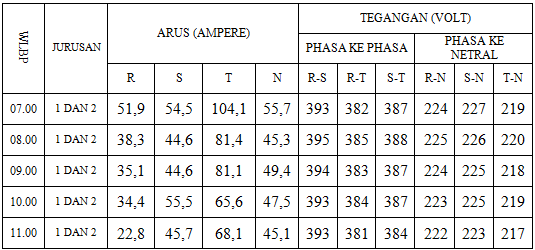 WLBP JURUSAN ARUS (AMPERE) TEGANGAN (VOLT)
PHASA KE PHASA PHASA KE NETRAL
R S T N R-S R-T S-T R-N S-N T-N
07.00 1 DAN 2 51,9 54,5 104,1 55,7 393 382 387 224 227 219
08.00 1 DAN 2 38,3 44,6 81,4 45,3 395 385 388 225 226 220
09.00 1 DAN 2 35,1 44,6 81,1 49,4 394 383 387 224 225 218
10.00 1 DAN 2 34,4 55,5 65,6 47,5 393 384 387 223 225 219
11.00 1 DAN 2 22,8 45,7 68,1 45,1 393 381 384 222 223 217